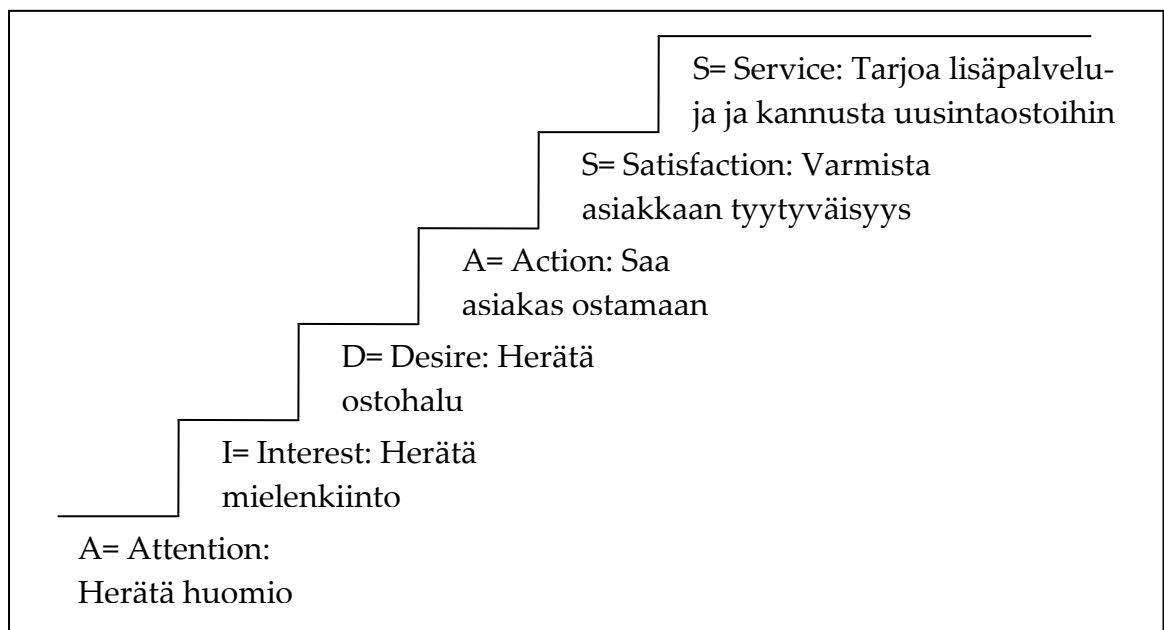 S= Service: Tarjoa lisäpalvelu-
ja ja kannusta uusintaostoihin
S= Satisfaction: Varmista
asiakkaan tyytyväisyys
A= Action: Saa
asiakas ostamaan
D= Desire: Herätä
ostohalu
I= Interest: Herätä
mielenkiinto
A= Attention:
Herätä huomio